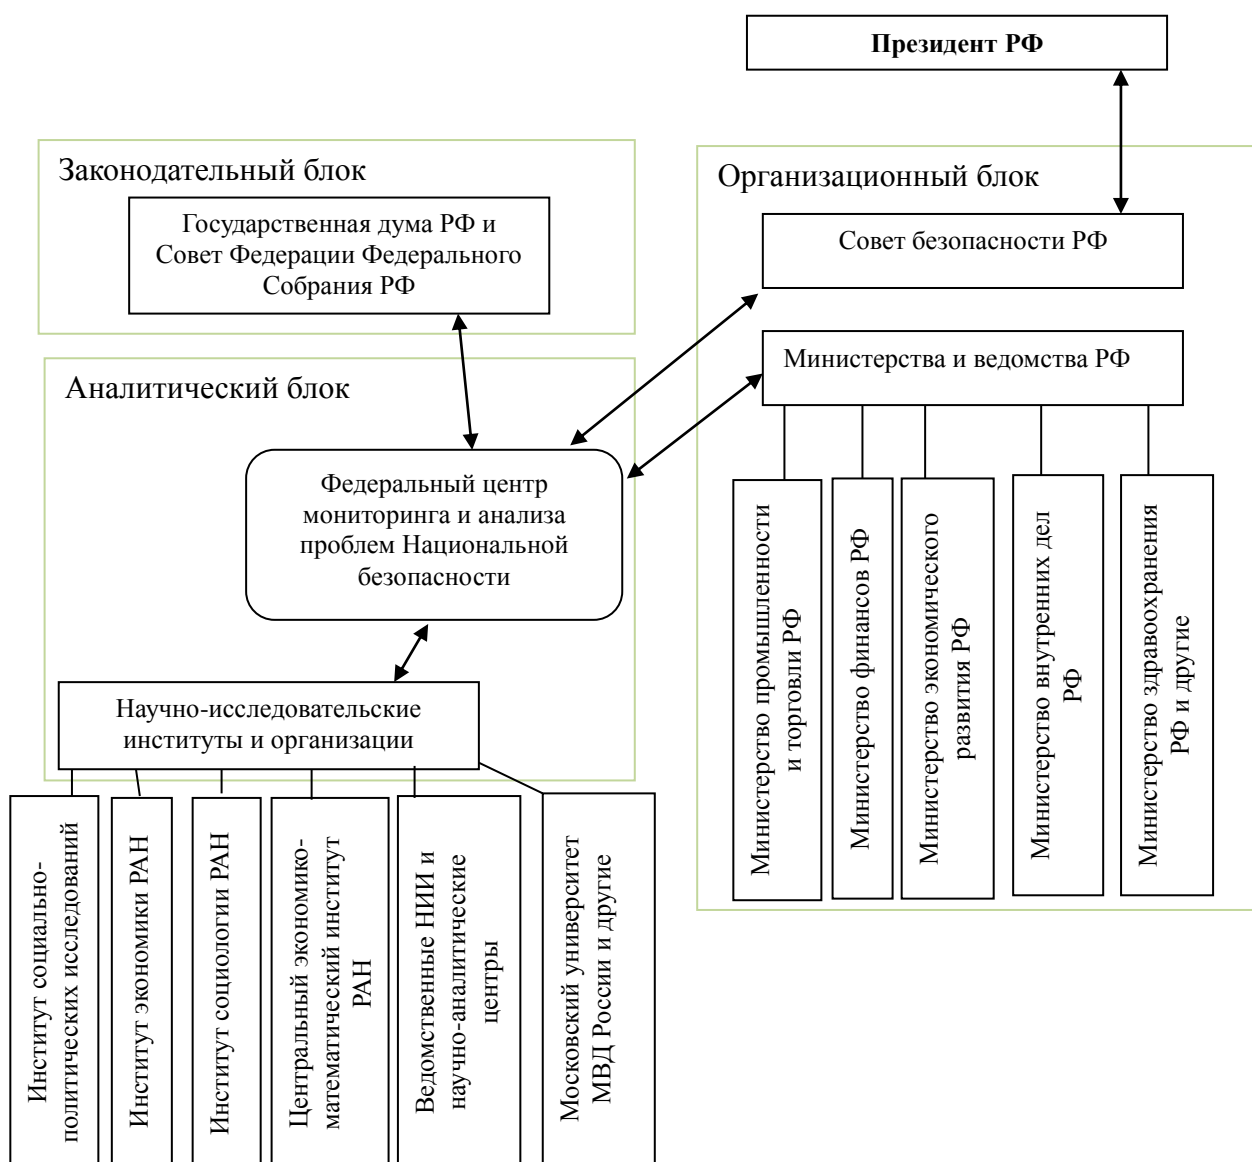 Президент РФ
Законодательный блок
Государственная дума РФ и
Совет Федерации Федерального
Собрания РФ
Организационный блок
Совет безопасности РФ
Министерства и ведомства РФ
Аналитический блок
Федеральный центр
мониторинга и анализа
проблем Национальной
безопасности
Министерство промышленности
и торговли РФ
Министерство финансов РФ
Министерство экономического
развития РФ
Министерство внутренних дел
РФ
Министерство здравоохранения
РФ и другие
Научно-исследовательские
институты и организации
Институт социально-
политических исследований
Институт экономики РАН
Институт социологии РАН
Центральный экономико-
математический институт
РАН
Ведомственные НИИ и
научно-аналитические
центры
Московский университет
МВД России и другие